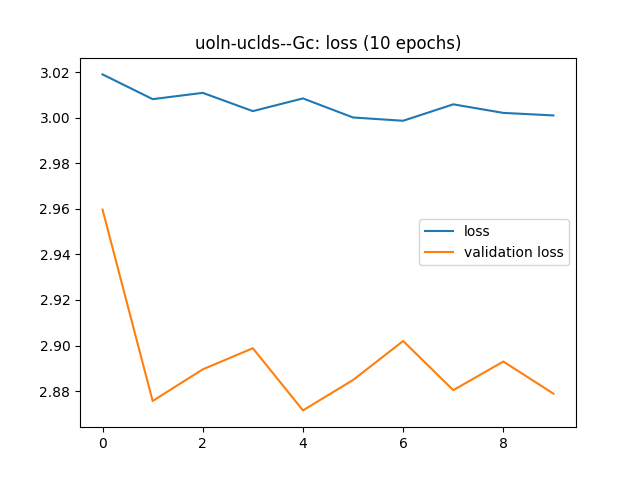 uoln-uclds--Gc: loss (10 epochs)
3.02
3.00
2.98
2.96
2.94
2.92
2.90
2.88
loss
validation loss
0 2 4 6 8